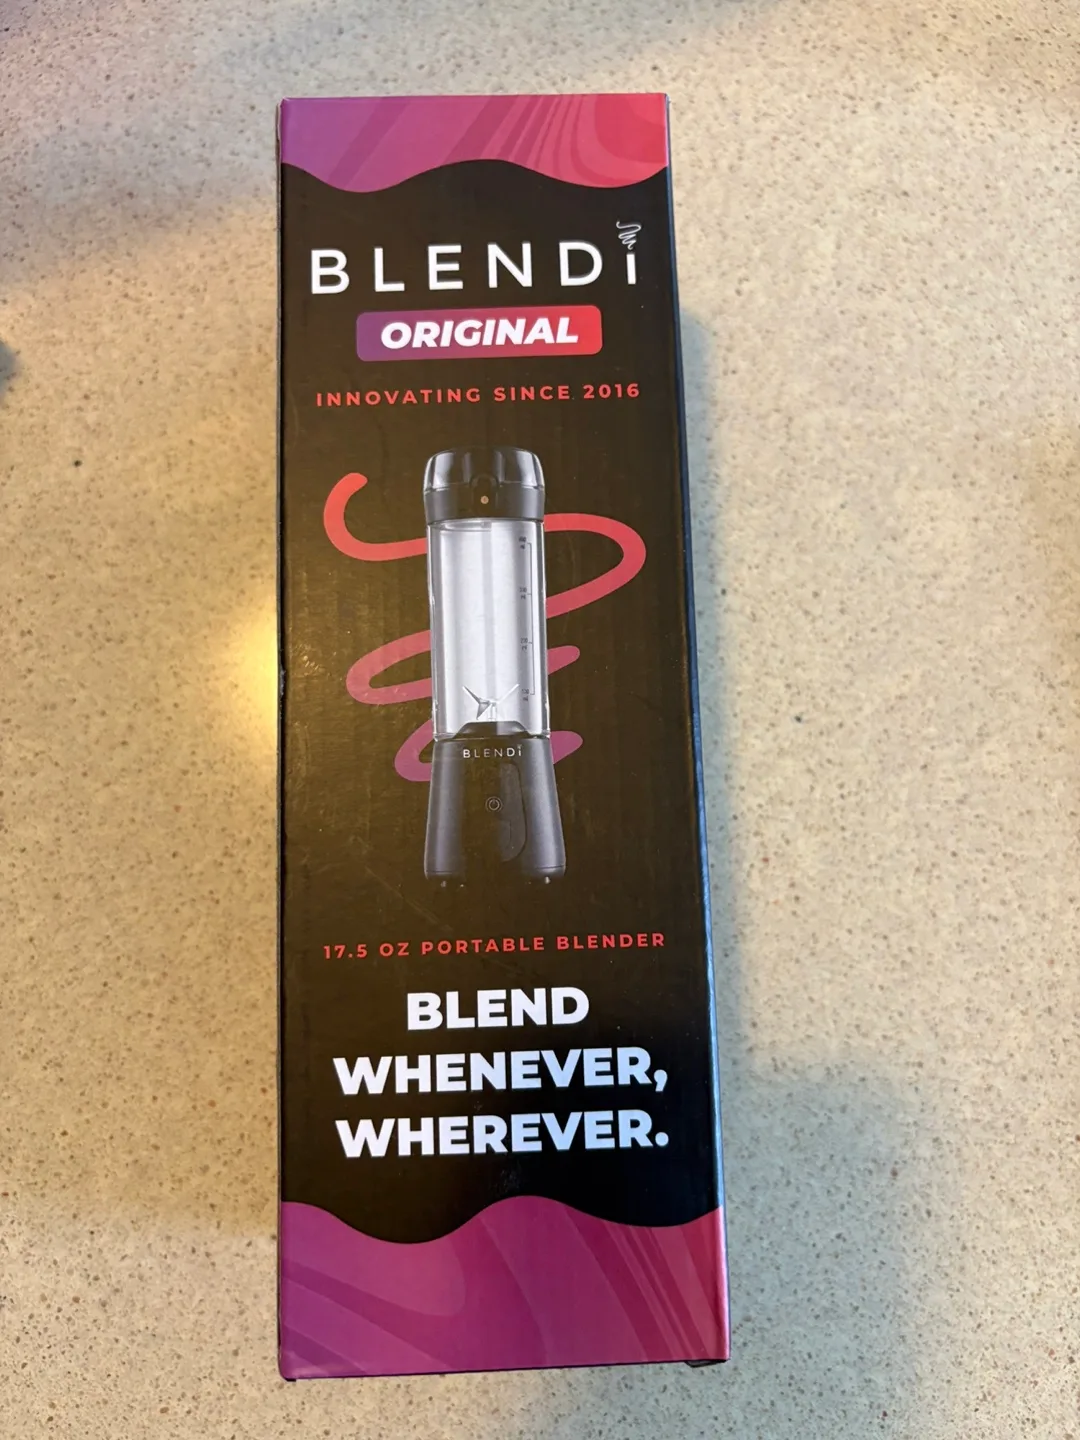 BLENDi
ORIGINAL
INNOVATING SINCE 2016
BLENDi
17.5 OZ PORTABLE BLENDER
BLEND
WHENEVER,
WHEREVER.